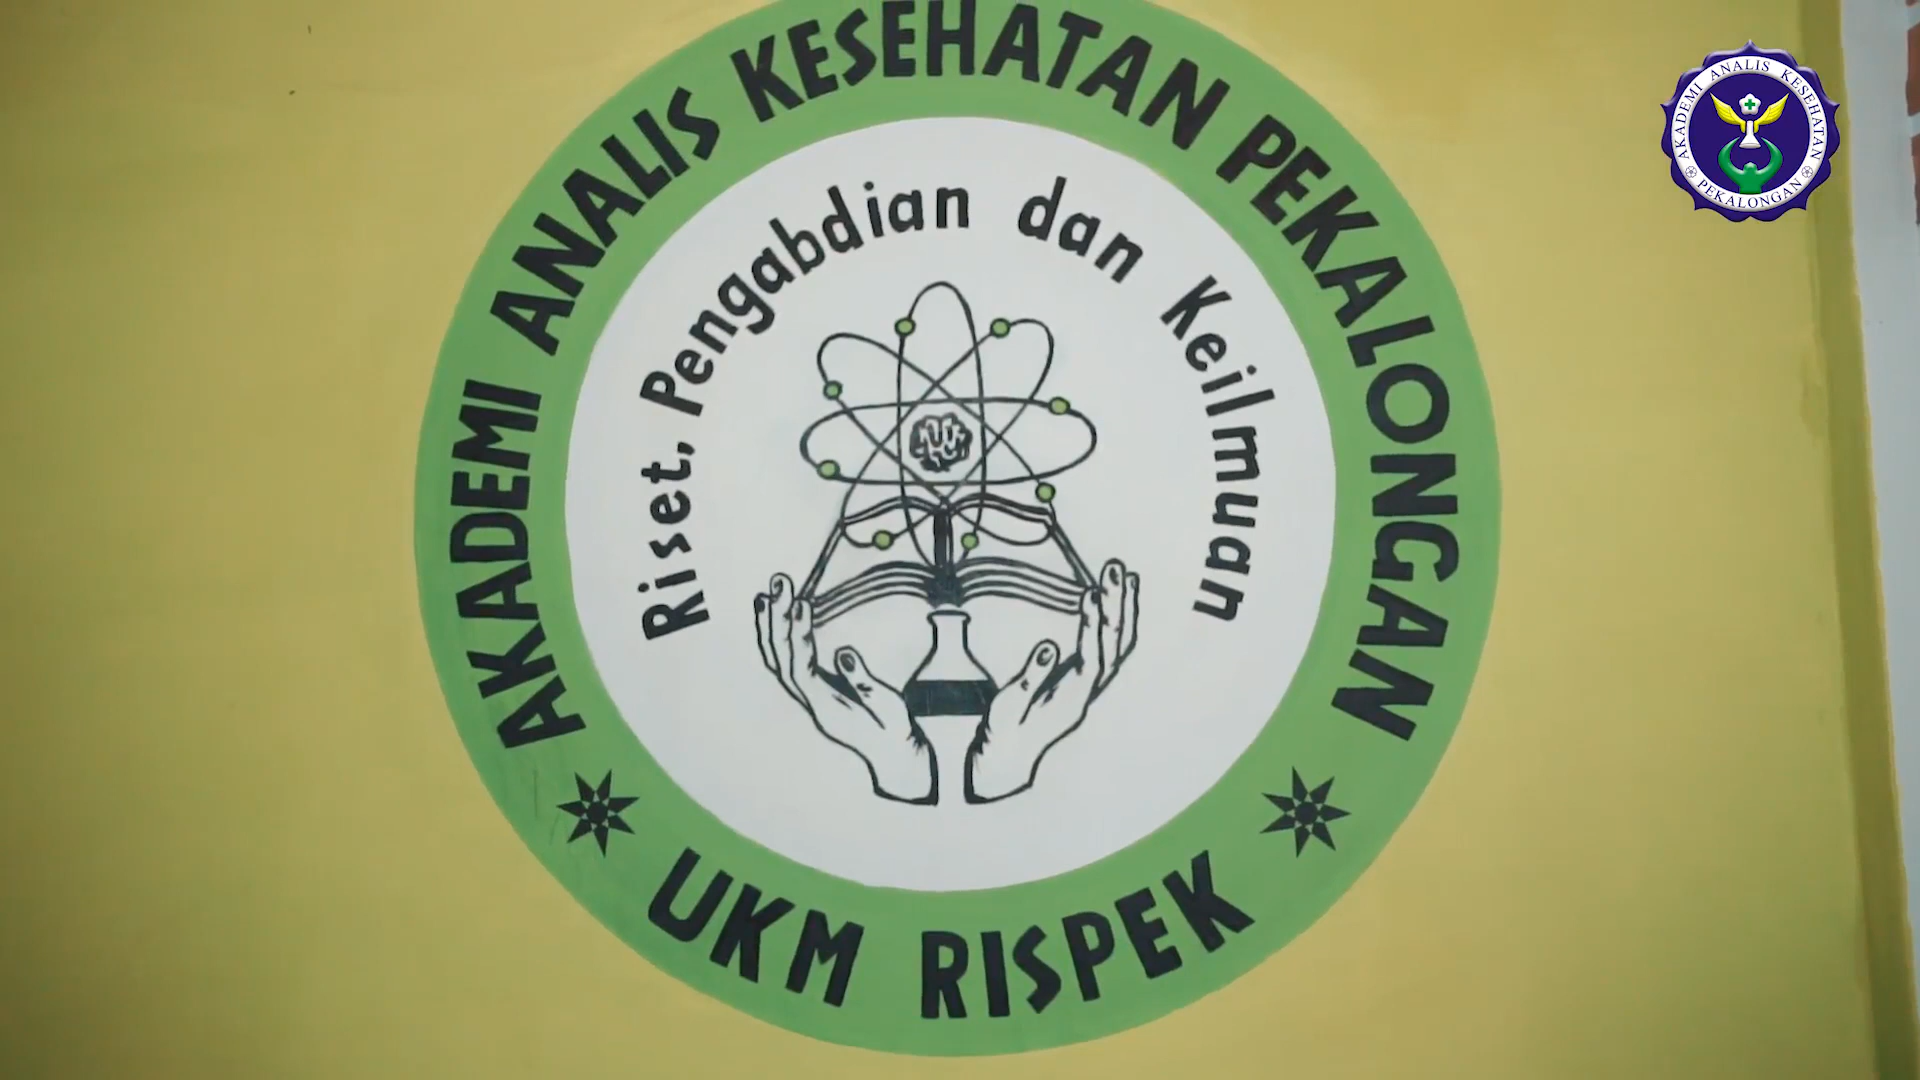 AKADEMI ANALIS KESEHATAN PEKALONGAN
Riset, Pengabdian dan Keilmuan
UKM RISPEK
AKADEMI ANALIS KESEHATAN
PEKALONGAN